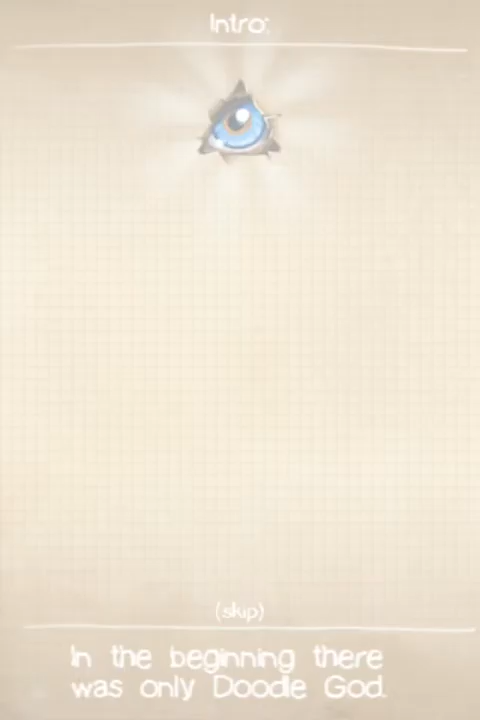 Intro:
(skip)
In the beginning there
was only Doodle God.